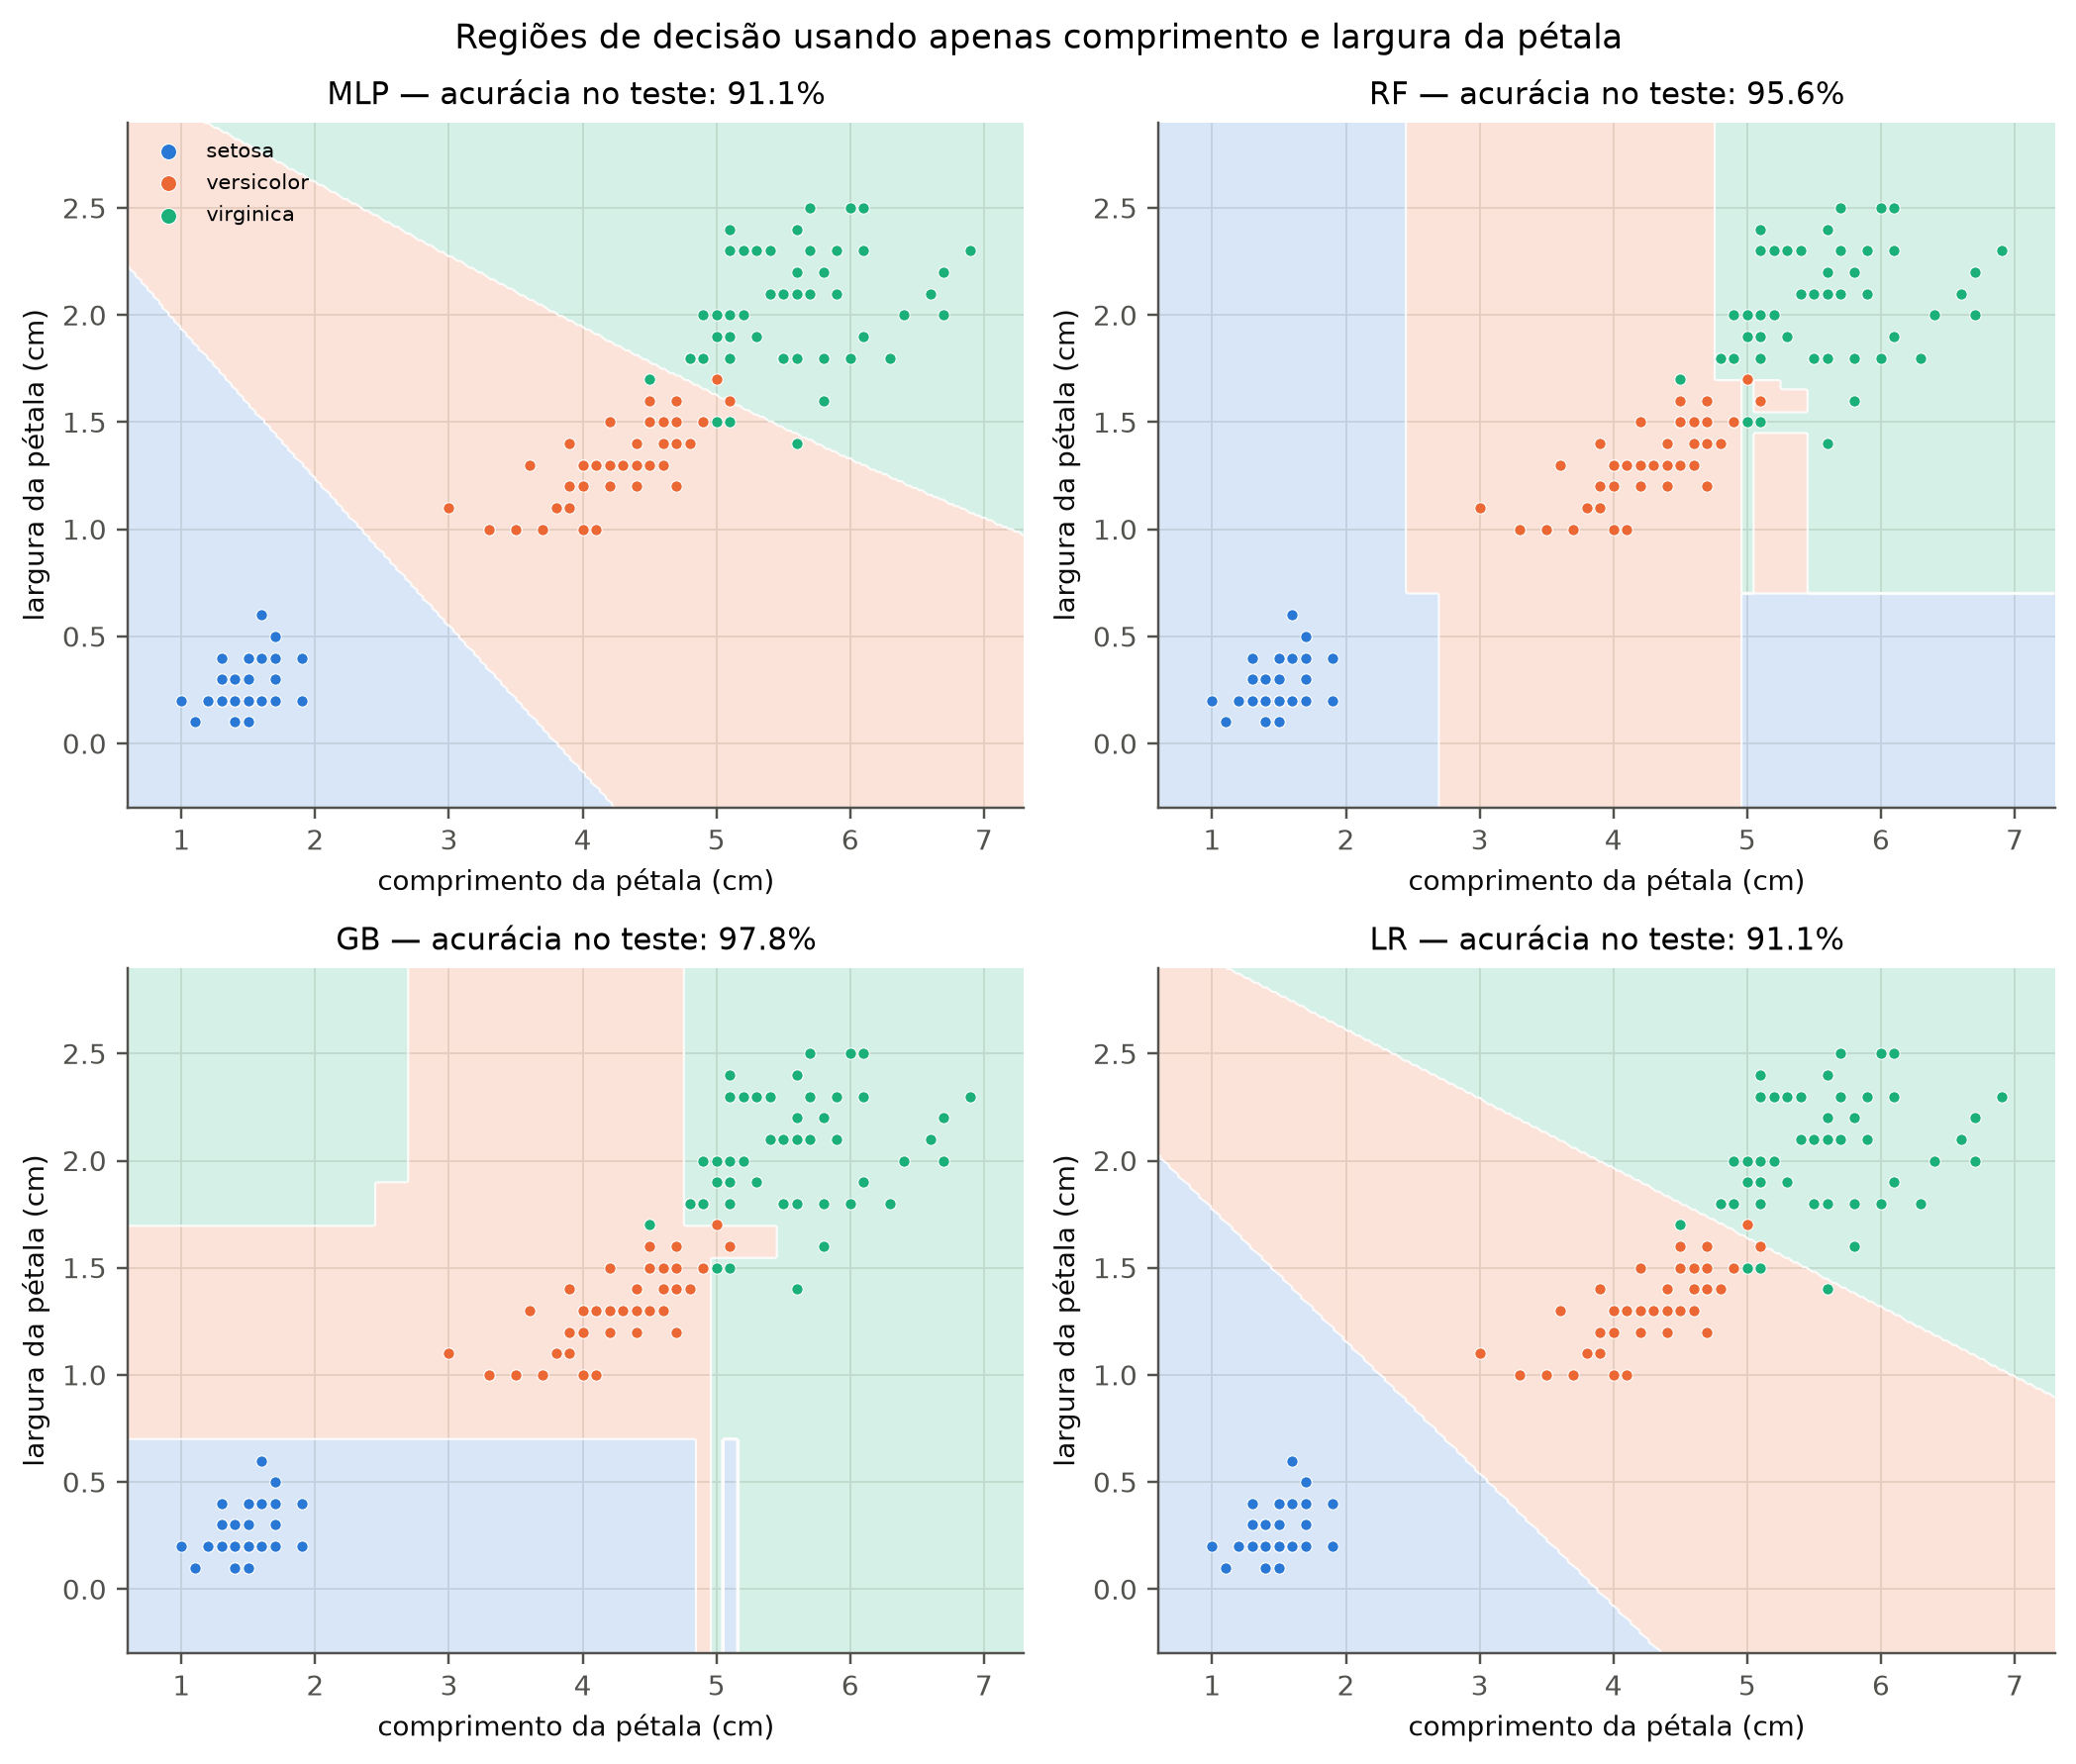 Regiões de decisão usando apenas comprimento e largura da pétala
MLP — acurácia no teste: 91.1%
setosa
versicolor
virginica
2.5
2.0
1.5
1.0
0.5
0.0
largura da pétala (cm)
1 2 3 4 5 6 7
comprimento da pétala (cm)
RF — acurácia no teste: 95.6%
2.5
2.0
1.5
1.0
0.5
0.0
largura da pétala (cm)
1 2 3 4 5 6 7
comprimento da pétala (cm)
GB — acurácia no teste: 97.8%
2.5
2.0
1.5
1.0
0.5
0.0
largura da pétala (cm)
1 2 3 4 5 6 7
comprimento da pétala (cm)
LR — acurácia no teste: 91.1%
2.5
2.0
1.5
1.0
0.5
0.0
largura da pétala (cm)
1 2 3 4 5 6 7
comprimento da pétala (cm)